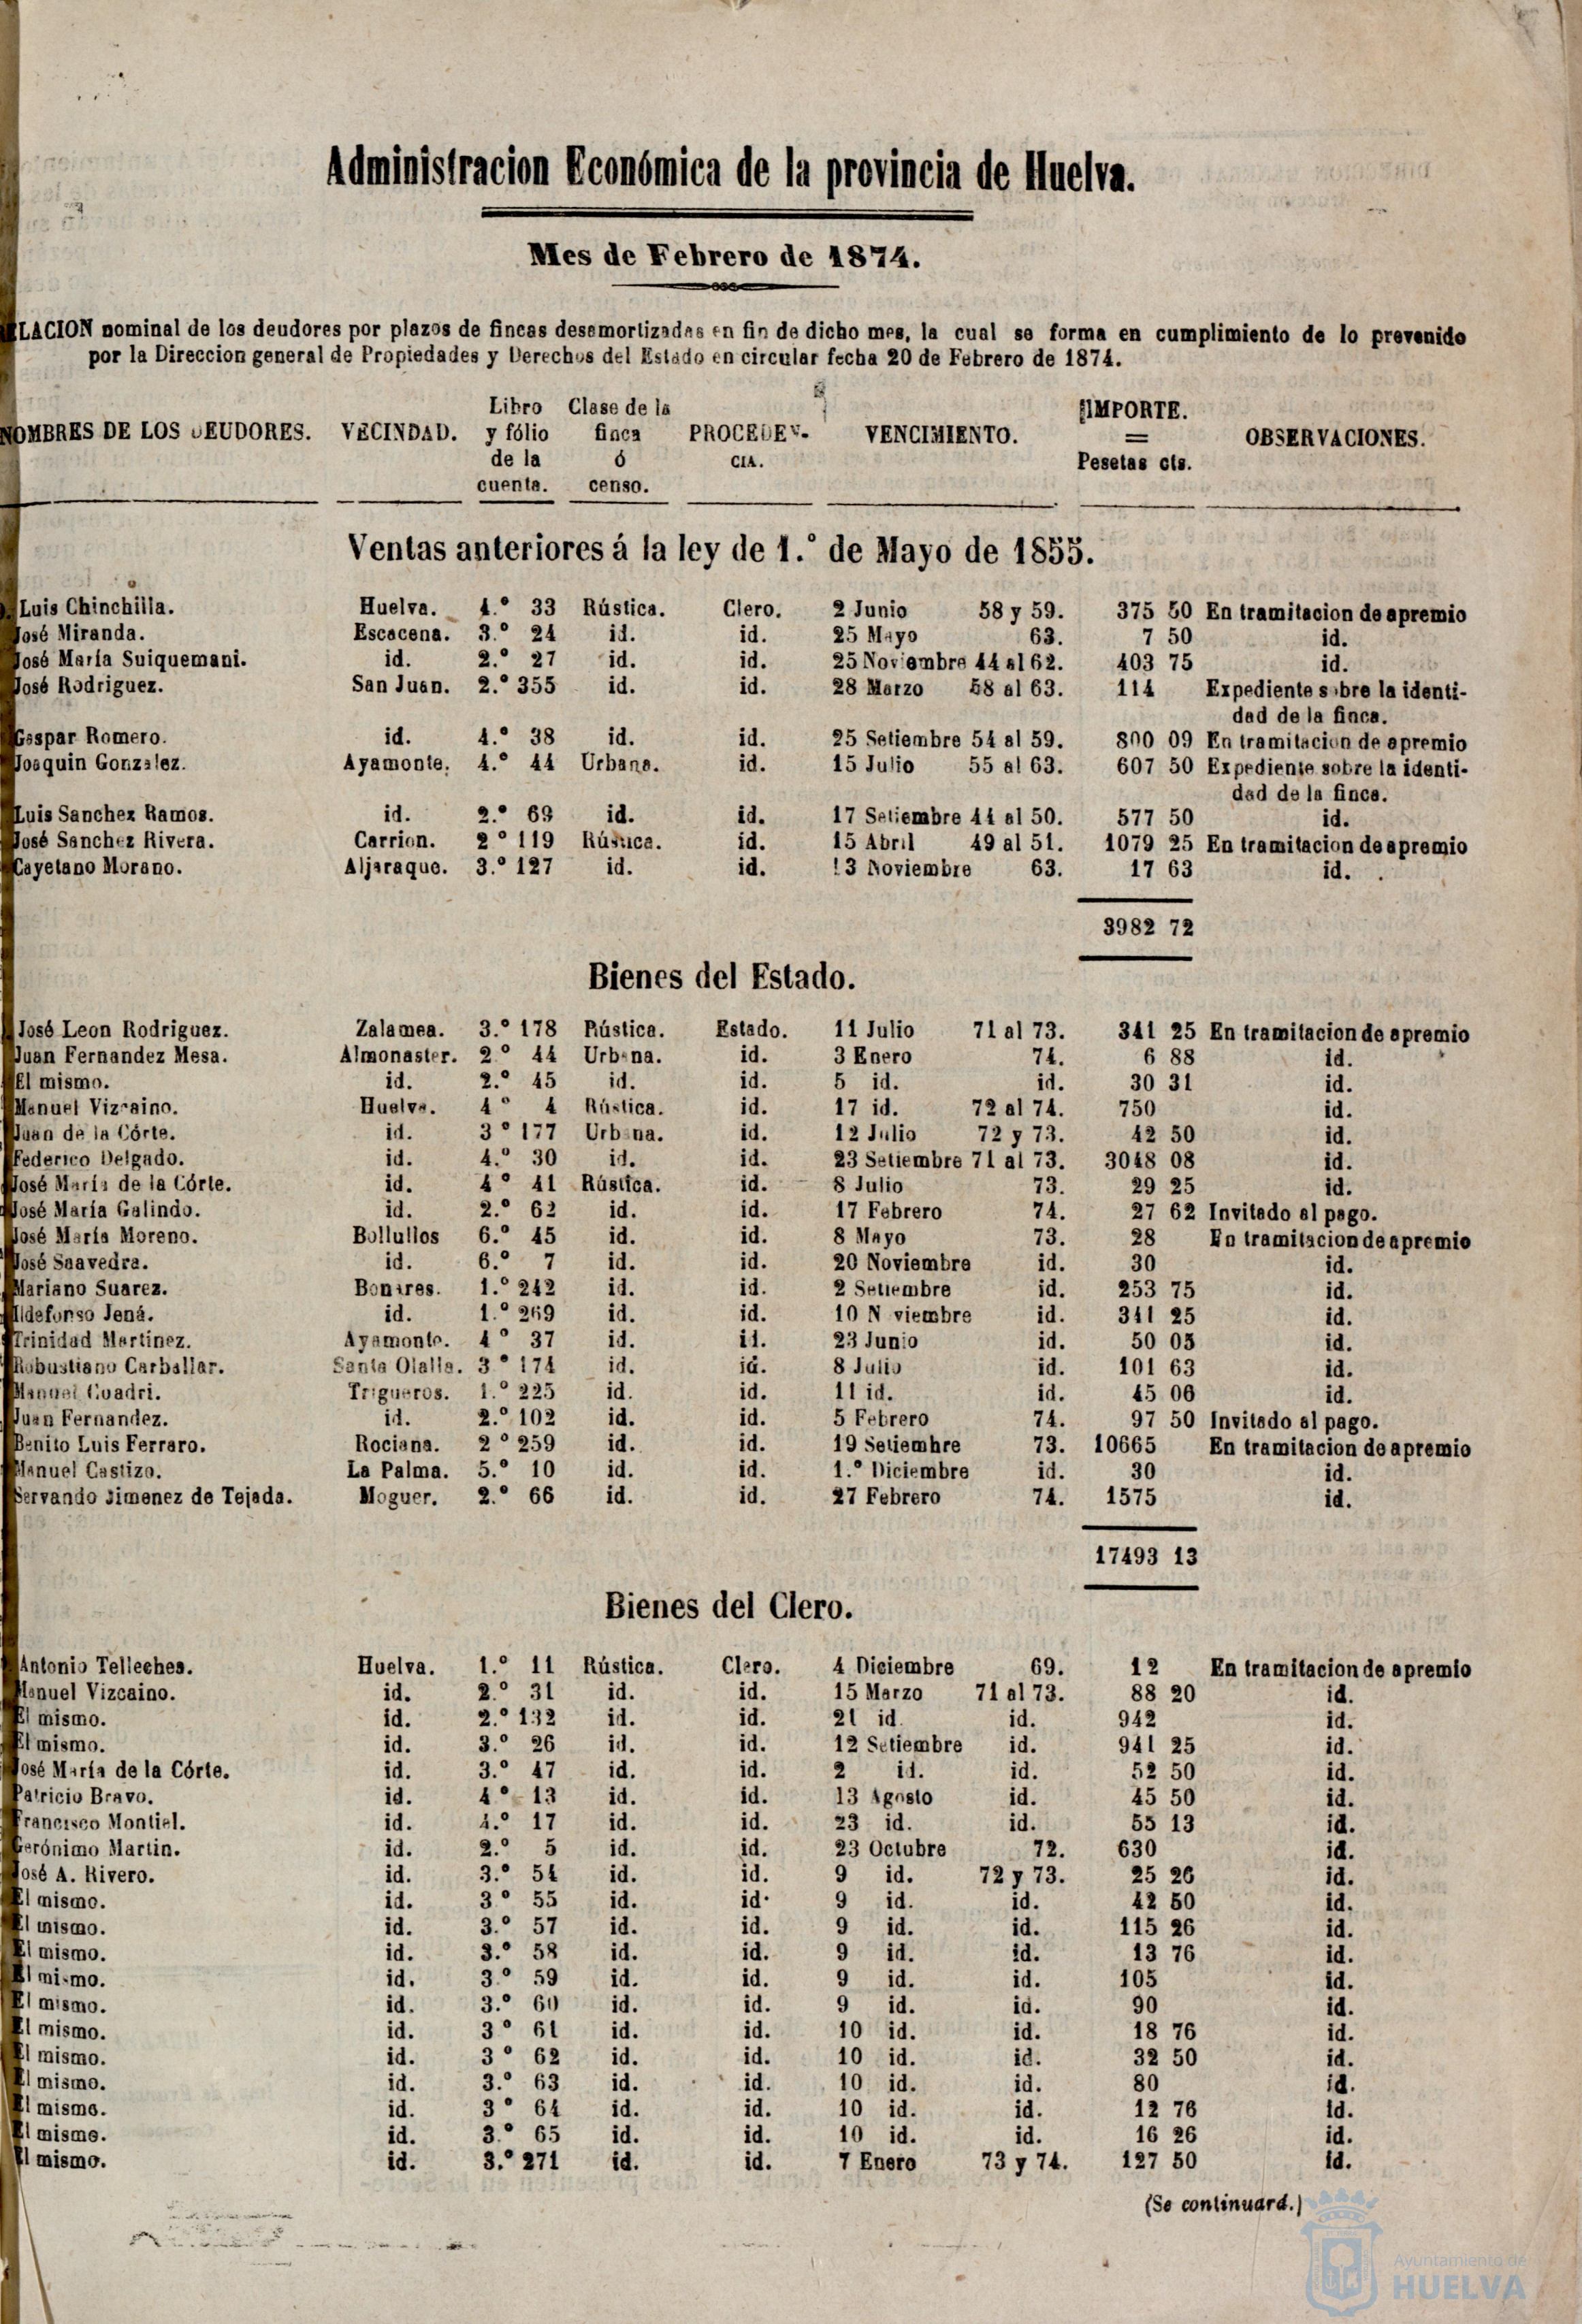 Administracion Económica de la provincia de Huelva.
Mes de Febrero de 1874.
LACION nominal de los deudores por plazos de fincas desamortizadas en fin de dicho mes, la cual se forma en cumplimiento de lo prevenido
por la Direccion general de Propiedades y Derechos del Estado en circular fecha 20 de Febrero de 1874.
NOMBRES DE LOS DEUDORES. VECINDAD. Libro y fólio de la cuenta. Clase de la finca ó censo. PROCEDEN-CIA. VENCIMIENTO. IMPORTE. = Pesetas cts. OBSERVACIONES.
Ventas anteriores á la ley de 1.º de Mayo de 1855.
Luis Chinchilla. Huelva. 4.º 33 Rústica. Clero. 2 Junio 58 y 59. 375 50 En tramitacion de apremio
José Miranda. Escacena. 3.º 24 id. id. 25 Mayo 63. 7 50 id.
José María Suiquemani. id. 2.º 27 id. id. 25 Noviembre 44 al 62. 403 75 id.
José Rodriguez. San Juan. 2.º 355 id. id. 28 Marzo 58 al 63. 114 Expediente sobre la identi-
dad de la finca.
Gaspar Romero. id. 4.º 38 id. id. 25 Setiembre 54 al 59. 800 09 En tramitacion de apremio
Joaquin Gonzalez. Ayamonte. 4.º 44 Urbana. id. 15 Julio 55 al 63. 607 50 Expediente sobre la identi-
dad de la finca.
Luis Sanchez Ramos. id. 2.º 69 id. id. 17 Setiembre 44 al 50. 577 50 id.
José Sanchez Rivera. Carrion. 2º 119 Rústica. id. 15 Abril 49 al 51. 1079 25 En tramitacion de apremio
Cayetano Morano. Aljaraque. 3.º 127 id. id. 13 Noviembre 63. 17 63 id.
3982 72
Bienes del Estado.
José Leon Rodriguez. Zalamea. 3.º 178 Rústica. Estado. 11 Julio 71 al 73. 341 25 En tramitacion de apremio
Juan Fernandez Mesa. Almonaster. 2.º 44 Urbana. id. 3 Enero 74. 6 88 id.
El mismo. id. 2.º 45 id. id. 5 id. id. 30 31 id.
Manuel Vizcaino. Huelva. 4º 4 Rústica. id. 17 id. 72 al 74. 750 id.
Juan de la Córte. id. 3º 177 Urbana. id. 12 Julio 72 y 73. 42 50 id.
Federico Delgado. id. 4.º 30 id. id. 23 Setiembre 71 al 73. 3048 08 id.
José María de la Córte. id. 4º 41 Rústica. id. 8 Julio 73. 29 25 id.
José María Galindo. id. 2.º 62 id. id. 17 Febrero 74. 27 62 Invitado al pago.
José María Moreno. Bollullos 6.º 45 id. id. 8 Mayo 73. 28 En tramitacion de apremio
José Saavedra. id. 6.º 7 id. id. 20 Noviembre id. 30 id.
Mariano Suarez. Bonares. 1.º 242 id. id. 2 Setiembre id. 253 75 id.
Ildefonso Jená. id. 1.º 269 id. id. 10 N viembre id. 341 25 id.
Trinidad Martinez. Ayamonte. 4º 37 id. id. 23 Junio id. 50 05 id.
Robustiano Carballar. Santa Olalla. 3º 174 id. id. 8 Julio id. 101 63 id.
Manuel Cuadri. Trigueros. 1.º 225 id. id. 11 id. id. 45 06 id.
Juan Fernandez. id. 2.º 102 id. id. 5 Febrero 74. 97 50 Invitado al pago.
Benito Luis Ferraro. Rociana. 2º 259 id. id. 19 Setiembre 73. 10665 En tramitacion de apremio
Manuel Castizo. La Palma. 5.º 10 id. id. 1.º Diciembre id. 30 id.
Servando Jimenez de Tejada. Moguer. 2.º 66 id. id. 27 Febrero 74. 1575 id.
17493 13
Bienes del Clero.
Antonio Tellechea. Huelva. 1.º 11 Rústica. Clero. 4 Diciembre 69. 12 En tramitacion de apremio
Manuel Vizcaino. id. 2.º 31 id. id. 15 Marzo 71 al 73. 88 20 id.
El mismo. id. 2.º 132 id. id. 21 id. id. 942 id.
El mismo. id. 3.º 26 id. id. 12 Setiembre id. 941 25 id.
José María de la Córte. id. 3.º 47 id. id. 2 id. id. 52 50 id.
Patricio Bravo. id. 4º 13 id. id. 13 Agosto id. 45 50 id.
Francisco Montiel. id. 4.º 17 id. id. 23 id. id. 55 13 id.
Gerónimo Martin. id. 2.º 5 id. id. 23 Octubre 72. 630 id.
José A. Rivero. id. 3.º 54 id. id. 9 id. 72 y 73. 25 26 id.
El mismo. id. 3º 55 id. id. 9 id. id. 42 50 id.
El mismo. id. 3.º 57 id. id. 9 id. id. 115 26 id.
El mismo. id. 3.º 58 id. id. 9 id. id. 13 76 id.
El mismo. id. 3.º 59 id. id. 9 id. id. 105 id.
El mismo. id. 3.º 60 id. id. 9 id. id. 90 id.
El mismo. id. 3º 61 id. id. 10 id. id. 18 76 id.
El mismo. id. 3º 62 id. id. 10 id. id. 32 50 id.
El mismo. id. 3.º 63 id. id. 10 id. id. 80 id.
El mismo. id. 3º 64 id. id. 10 id. id. 12 76 id.
El mismo. id. 3.º 65 id. id. 10 id. id. 16 26 id.
El mismo. id. 3.º 271 id. id. 7 Enero 73 y 74. 127 50 id.
(Se continuará.)
Ayuntamiento de
HUELVA